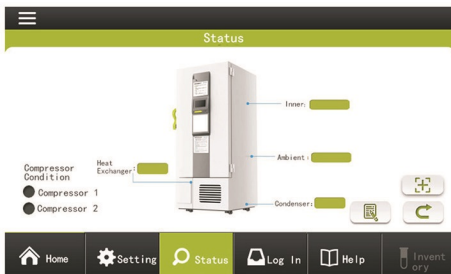 Status
Inner:
Ambient:
Heat
Exchanger:
Condenser:
Compressor
Condition
Compressor 1
Compressor 2
Home
Setting
Status
Log In
Help
Invent
ory